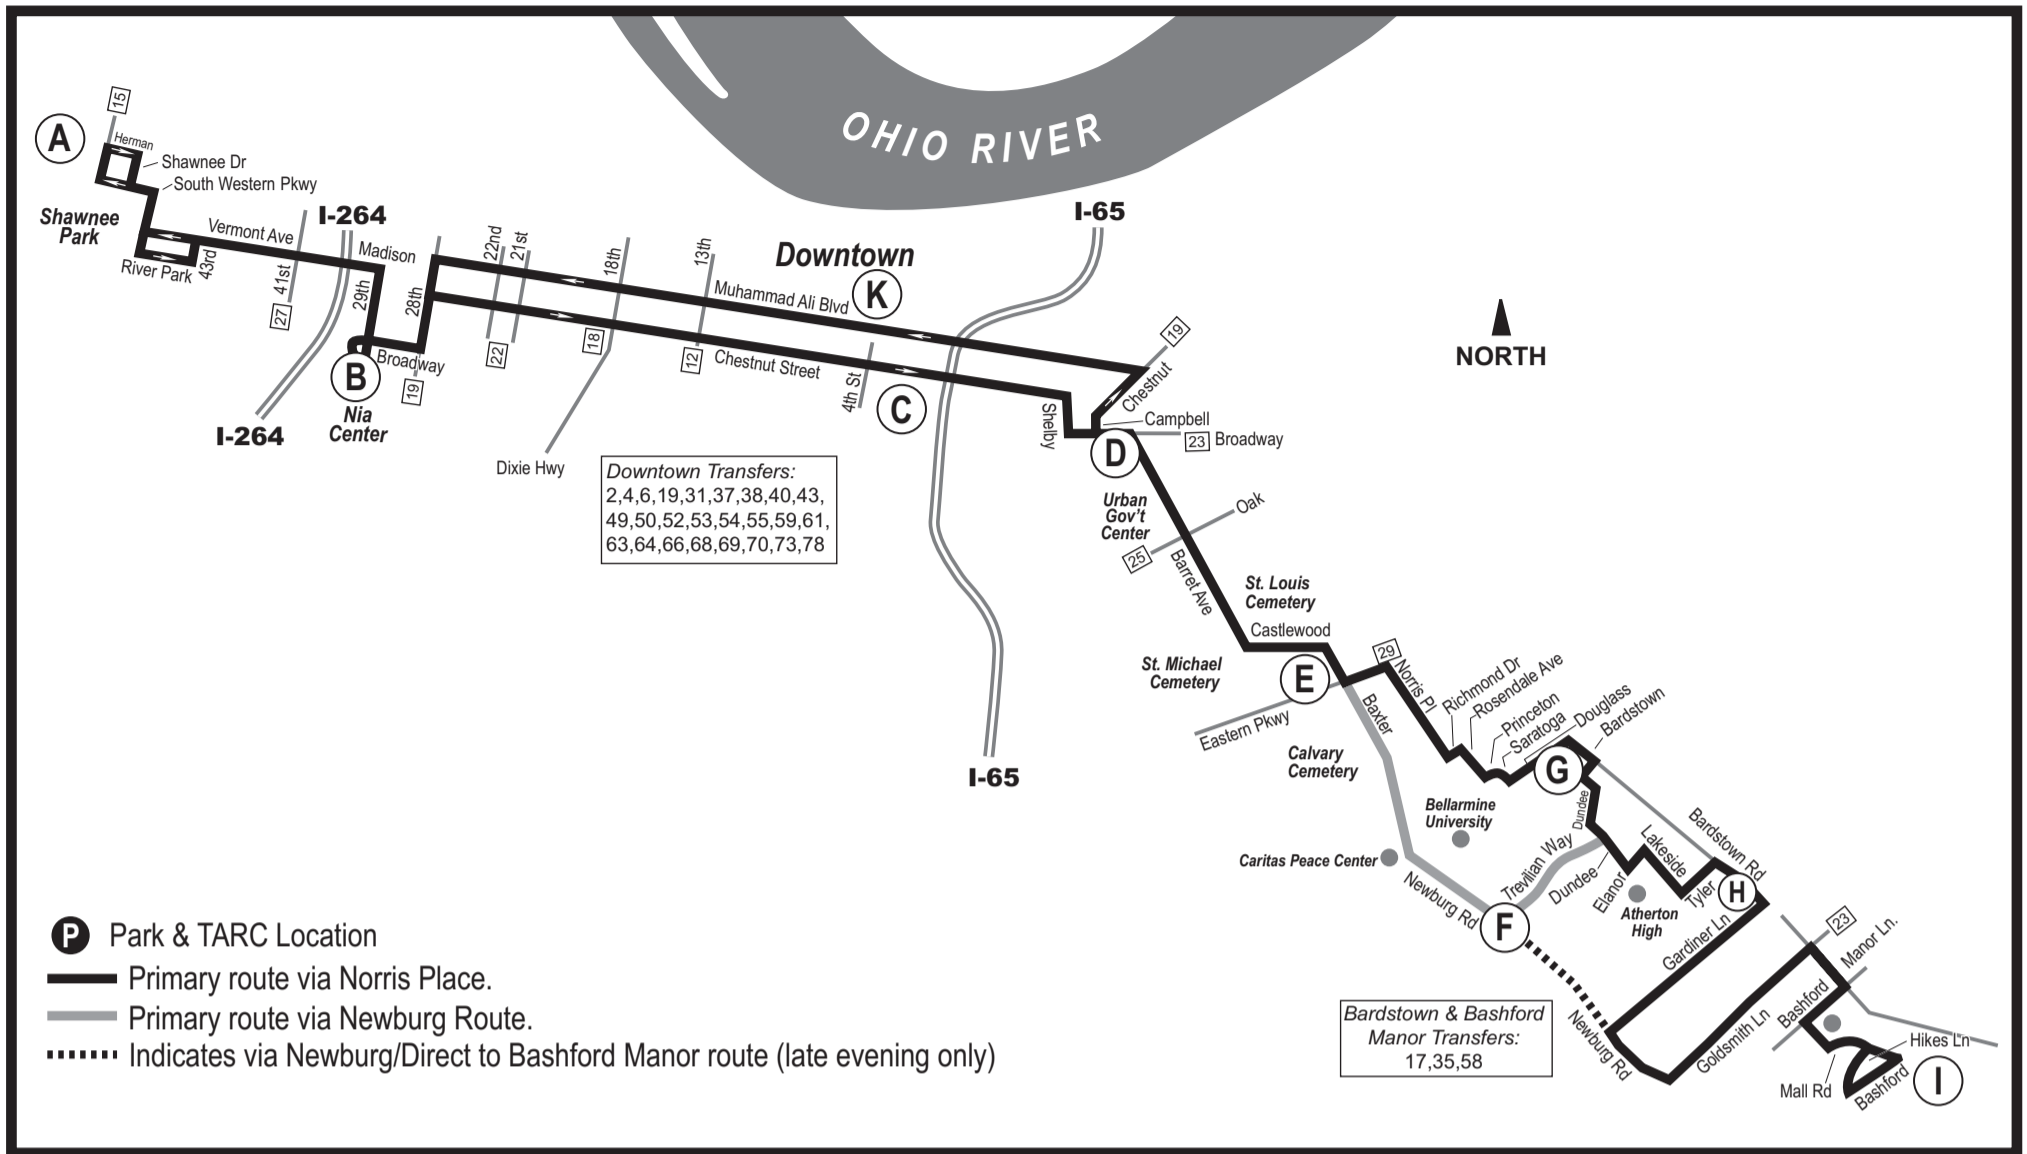 OHIO RIVER
15
A
Herman
Shawnee Dr
South Western Pkwy
Shawnee
Park
Vermont Ave
River Park
43rd
41st
27
I-264
Madison
29th
28th
B
Broadway
19
Nia
Center
I-264
22nd
21st
22
18th
18
Dixie Hwy
13th
12
Downtown
K
Muhammad Ali Blvd
Chestnut Street
4th St
C
I-65
I-65
Downtown Transfers:
2,4,6,19,31,37,38,40,43,
49,50,52,53,54,55,59,61,
63,64,66,68,69,70,73,78
NORTH
19
Chestnut
Shelby
Campbell
23 Broadway
D
Urban
Gov't
Center
Oak
25
Barret Ave
St. Louis
Cemetery
Castlewood
St. Michael
Cemetery
E
Eastern Pkwy
Baxter
29
Norris Pl
Richmond Dr
Rosendale Ave
Princeton
Saratoga
Douglass
Bardstown
G
Calvary
Cemetery
Bellarmine
University
Caritas Peace Center
Newburg Rd
F
Trevilian Way
Dundee
Dundee
Elanor
Lakeside
Tyler
Bardstown Rd
H
Atherton
High
Gardiner Ln
Newburg Rd
Goldsmith Ln
23
Manor Ln.
Bashford
Hikes Ln
Mall Rd
Bashford
I
Bardstown & Bashford
Manor Transfers:
17,35,58
P Park & TARC Location
Primary route via Norris Place.
Primary route via Newburg Route.
Indicates via Newburg/Direct to Bashford Manor route (late evening only)